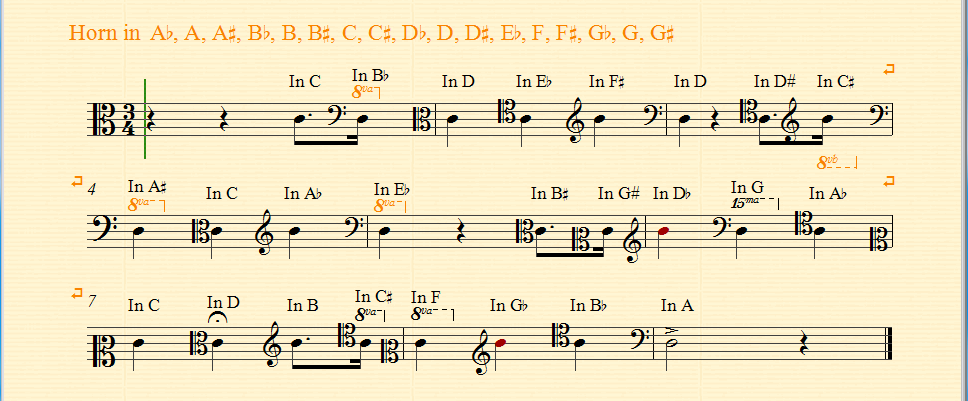 Horn in A♭, A, A♯, B♭, B, B♯, C, C♯, D♭, D, D♯, E♭, F, F♯, G♭, G, G♯
In C In B♭ In D In E♭ In F♯ In D In D# In C♯
8va
3
4
8vb
4 In A♯ In C In A♭ In E♭ In B♯ In G# In D♭ In G In A♭
8va 8va 15ma
7 In C In D In B In C♯ In F In G♭ In B♭ In A
8va 8va